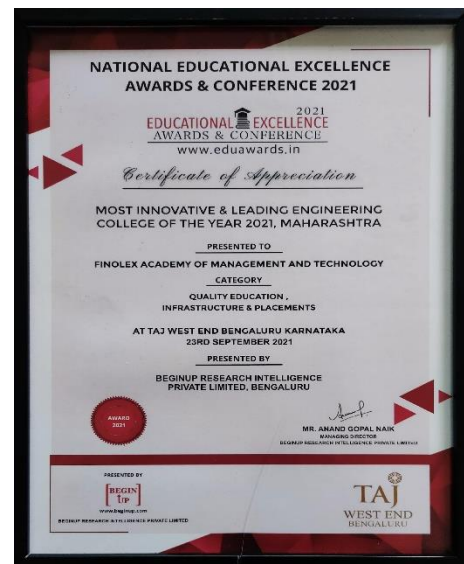 NATIONAL EDUCATIONAL EXCELLENCE
AWARDS & CONFERENCE 2021
2021
EDUCATIONAL EXCELLENCE
AWARDS & CONFERENCE
www.eduawards.in
Certificate of Appreciation
MOST INNOVATIVE & LEADING ENGINEERING
COLLEGE OF THE YEAR 2021, MAHARASHTRA
PRESENTED TO
FINOLEX ACADEMY OF MANAGEMENT AND TECHNOLOGY
CATEGORY
QUALITY EDUCATION ,
INFRASTRUCTURE & PLACEMENTS
AT TAJ WEST END BENGALURU KARNATAKA
23RD SEPTEMBER 2021
PRESENTED BY
BEGINUP RESEARCH INTELLIGENCE
PRIVATE LIMITED, BENGALURU
AWARD
2021
MR. ANAND GOPAL NAIK
MANAGING DIRECTOR
BEGINUP RESEARCH INTELLIGENCE PRIVATE LIMITED
PRESENTED BY
BEGIN
UP
www.beginup.com
BEGINUP RESEARCH INTELLIGENCE PRIVATE LIMITED
TAJ
WEST END
BENGALURU